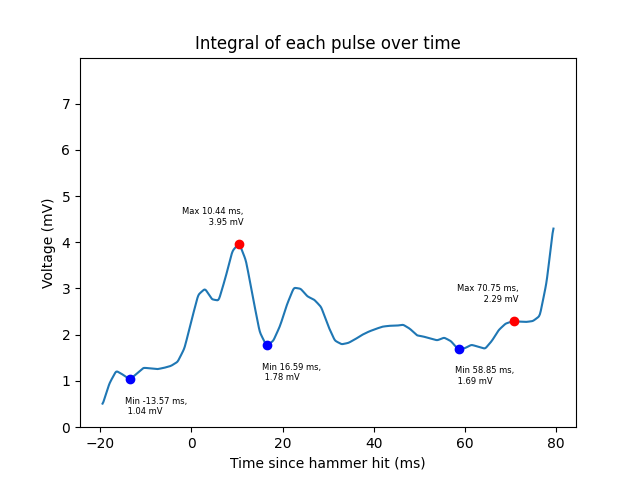 Integral of each pulse over time
Voltage (mV)
7
6
5
4
3
2
1
0
Max 10.44 ms,
3.95 mV
Max 70.75 ms,
2.29 mV
Min 16.59 ms,
1.78 mV
Min 58.85 ms,
1.69 mV
Min -13.57 ms,
1.04 mV
−20 0 20 40 60 80
Time since hammer hit (ms)